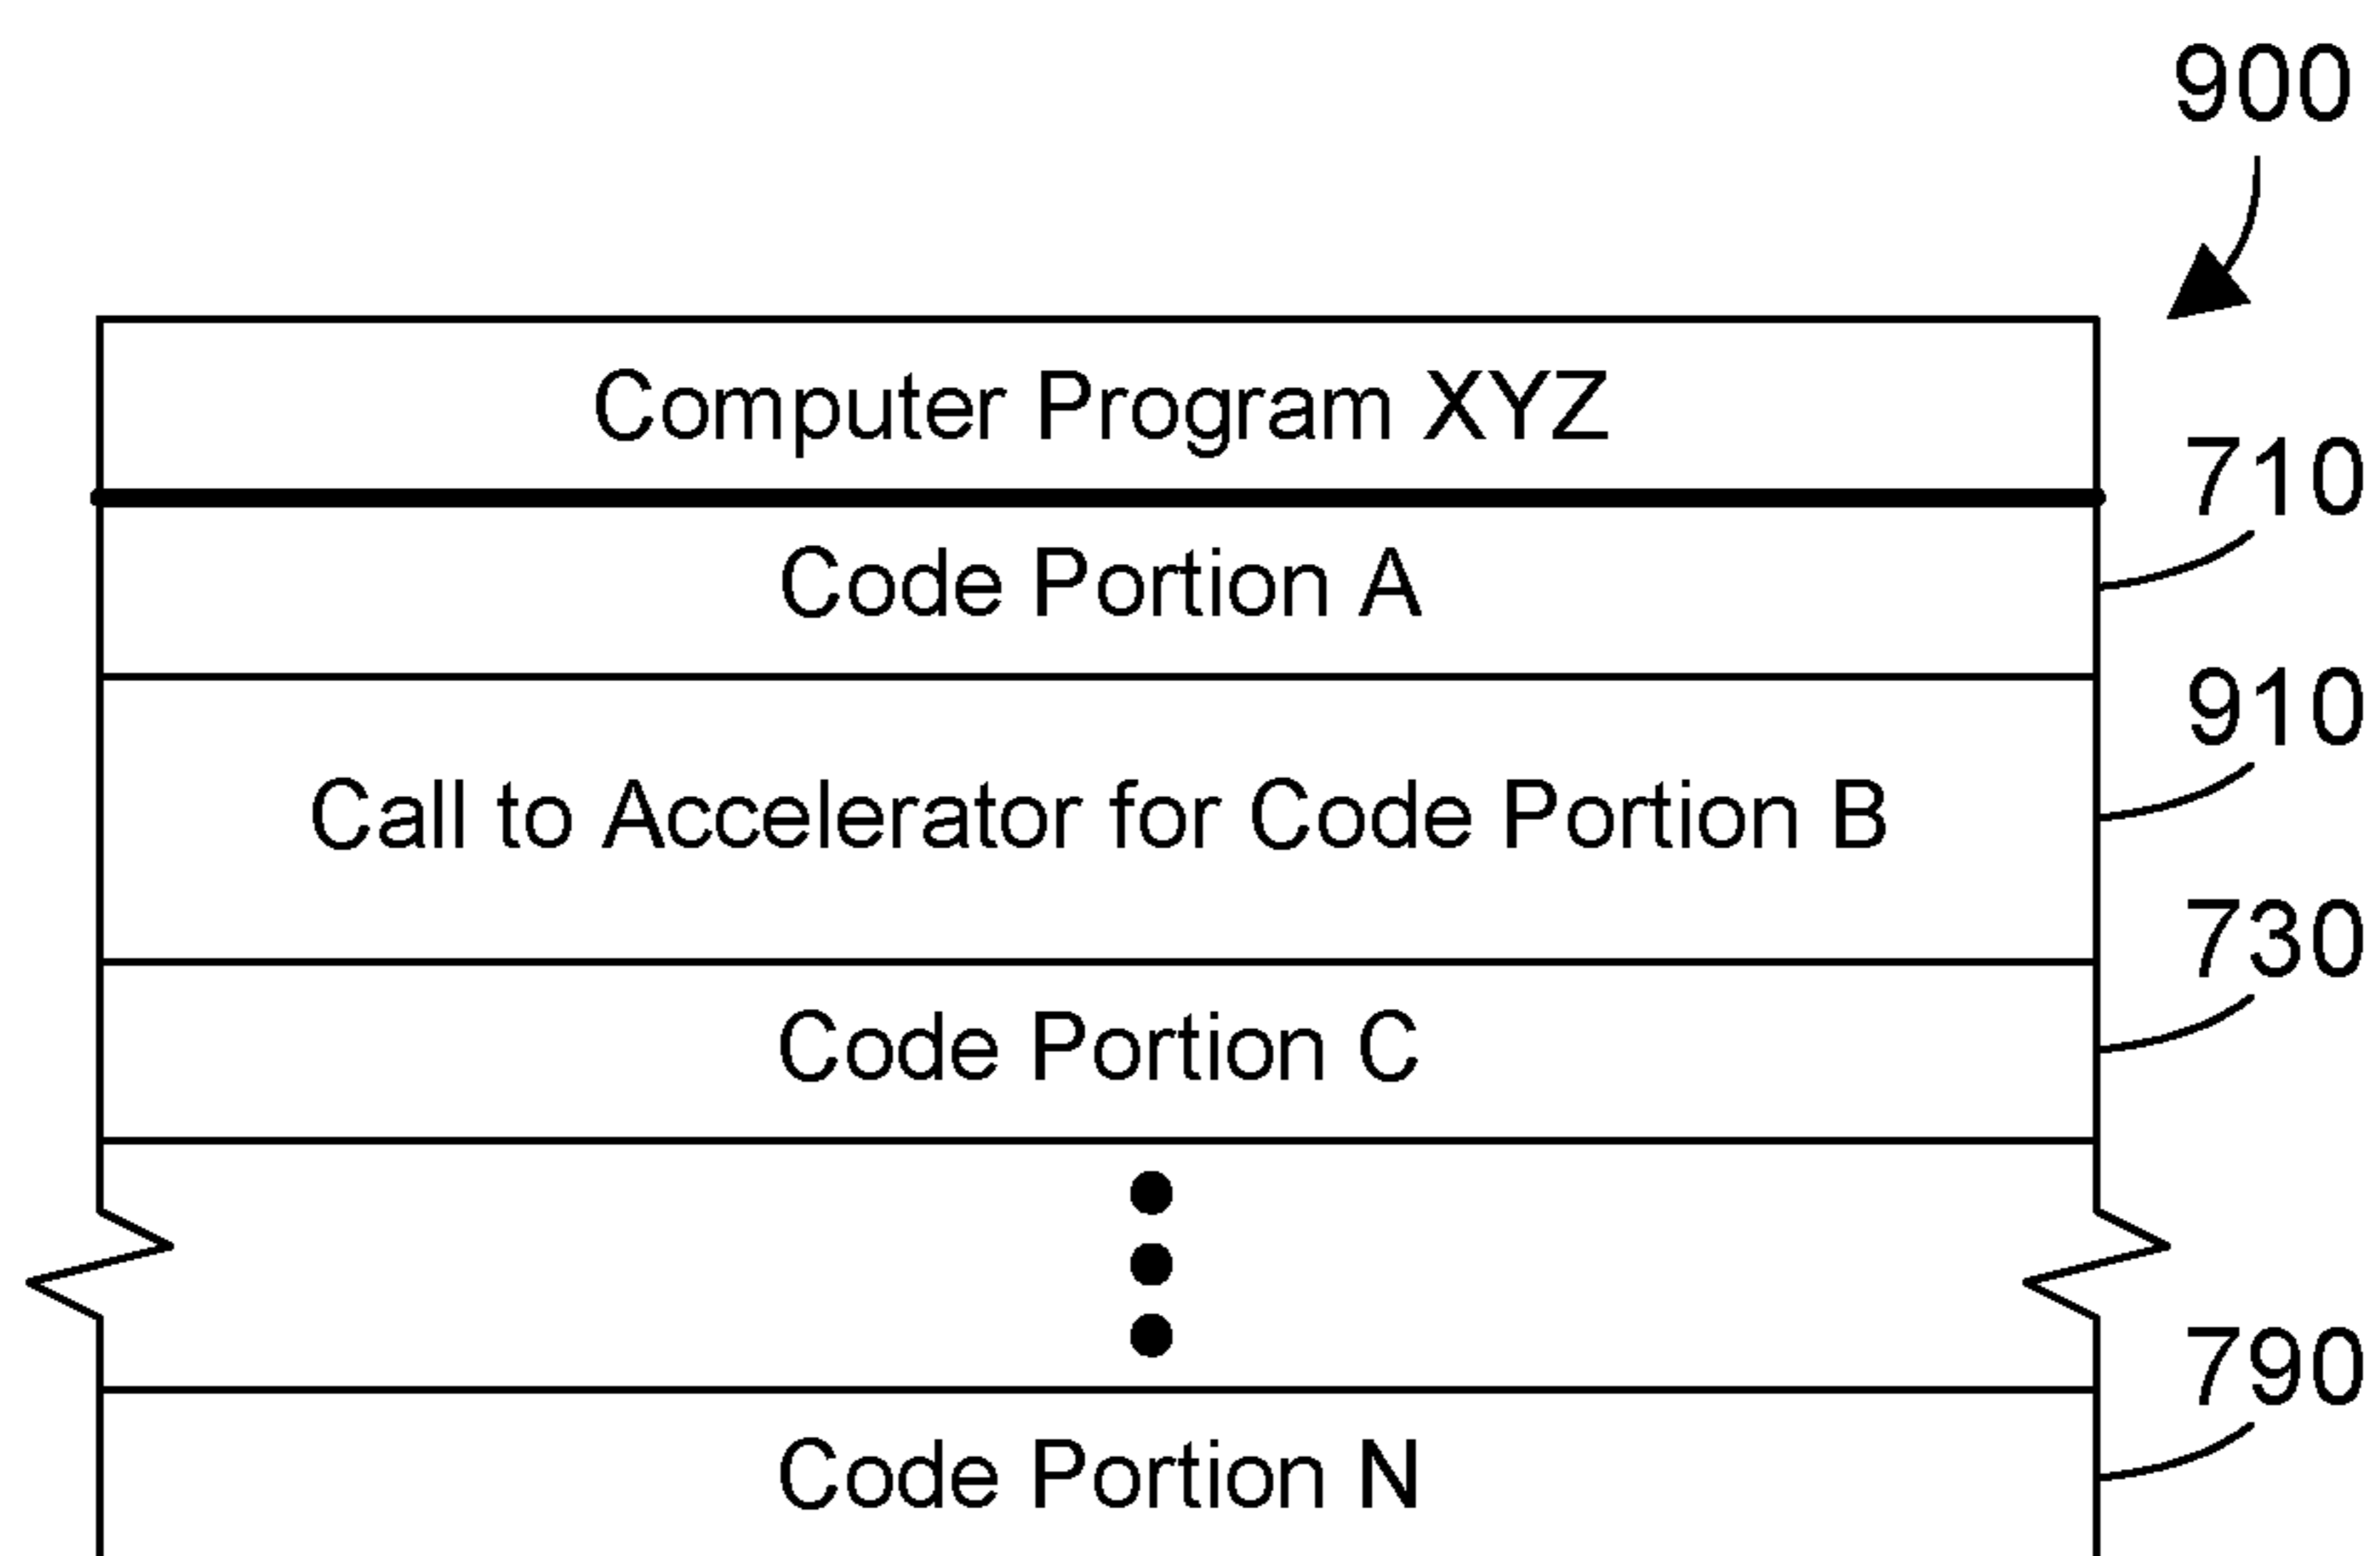 900
Computer Program XYZ
710
Code Portion A
910
Call to Accelerator for Code Portion B
730
Code Portion C
790
Code Portion N